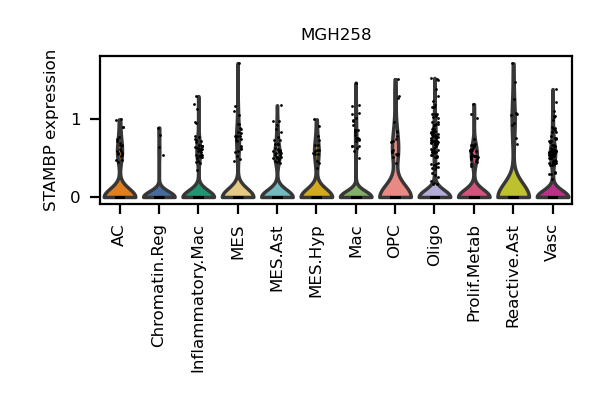 MGH258
STAMBP expression
1
0
AC
Chromatin.Reg
Inflammatory.Mac
MES
MES.Ast
MES.Hyp
Mac
OPC
Oligo
Prolif.Metab
Reactive.Ast
Vasc